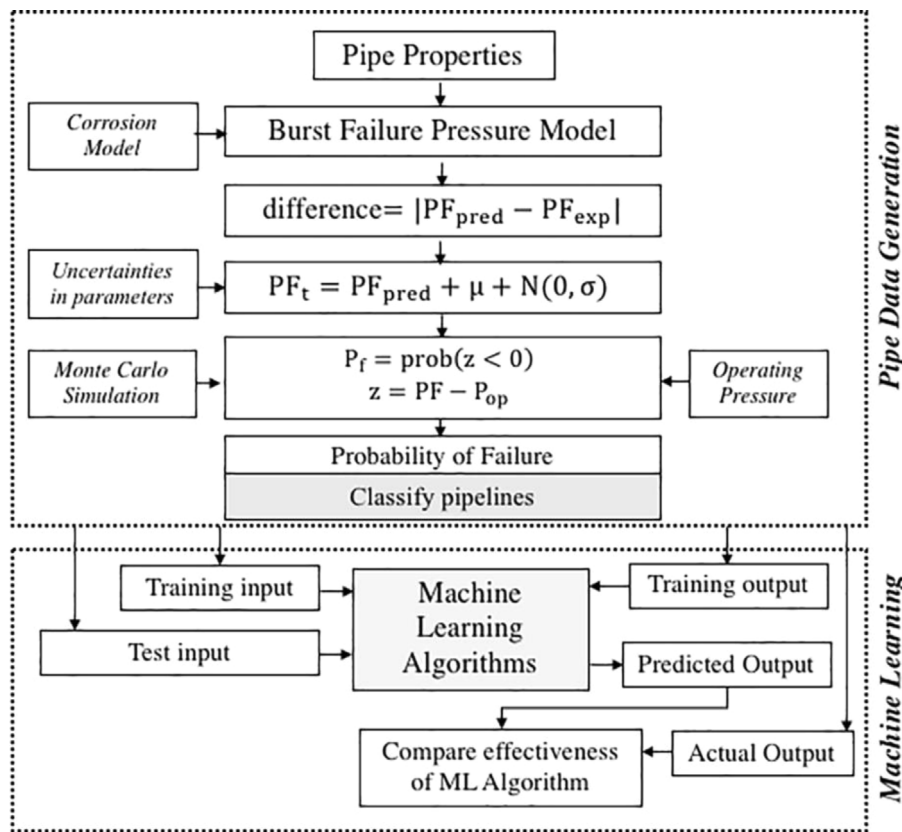 Pipe Properties
Corrosion
Model
Burst Failure Pressure Model
difference= |PF_pred − PF_exp|
Uncertainties
in parameters
PF_t = PF_pred + μ + N(0, σ)
Monte Carlo
Simulation
P_f = prob(z < 0)
z = PF − P_op
Operating
Pressure
Probability of Failure
Classify pipelines
Pipe Data Generation
Training input
Machine
Learning
Algorithms
Training output
Test input
Predicted Output
Compare effectiveness
of ML Algorithm
Actual Output
Machine Learning